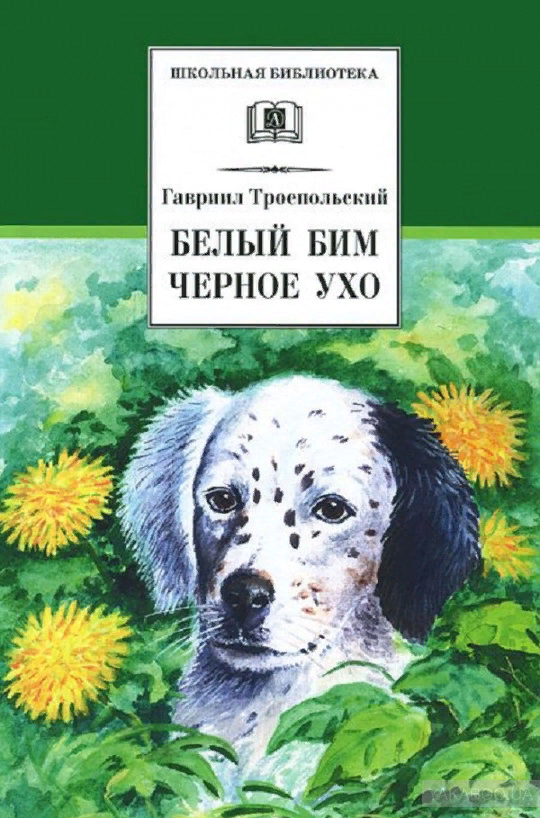 ШКОЛЬНАЯ БИБЛИОТЕКА
Гавриил Троепольский
БЕЛЫЙ БИМ
ЧЕРНОЕ УХО